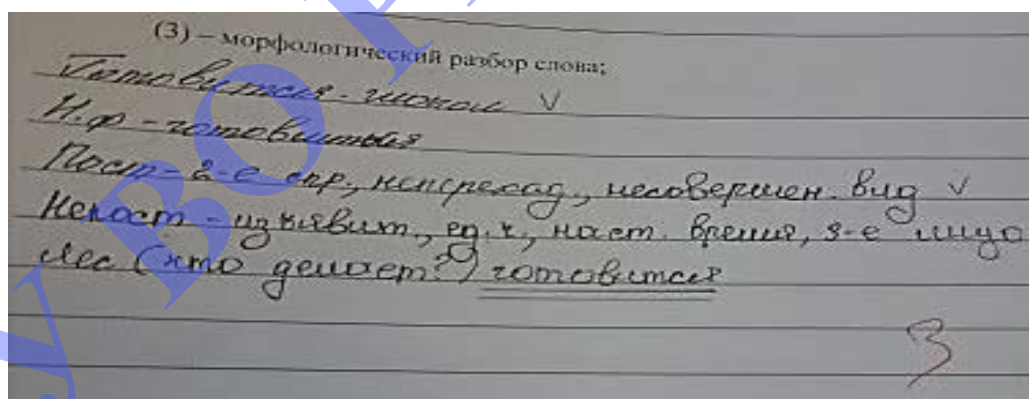 (3) – морфологический разбор слова;
Готовится - глагол V
Н.ф - готовиться
Пост - 2-е спр., неперехад., несовершен. вид V
Непост - изъявит., ед.ч., наст. время, 3-е лицо
Лес (что делает?) готовится
3